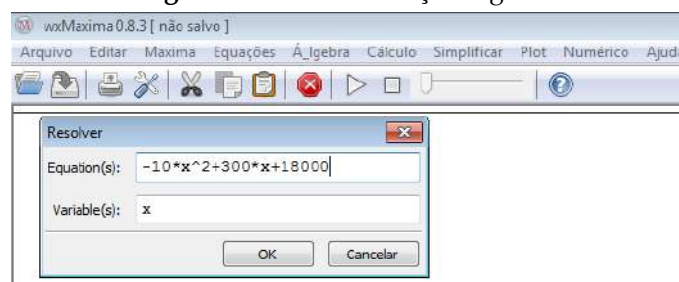 wxMaxima 0.8.3 [ não salvo ]
Arquivo Editar Maxima Equações Á_lgebra Cálculo Simplificar Plot Numérico Ajud
Resolver
Equation(s): -10*x^2+300*x+18000
Variable(s): x
OK Cancelar